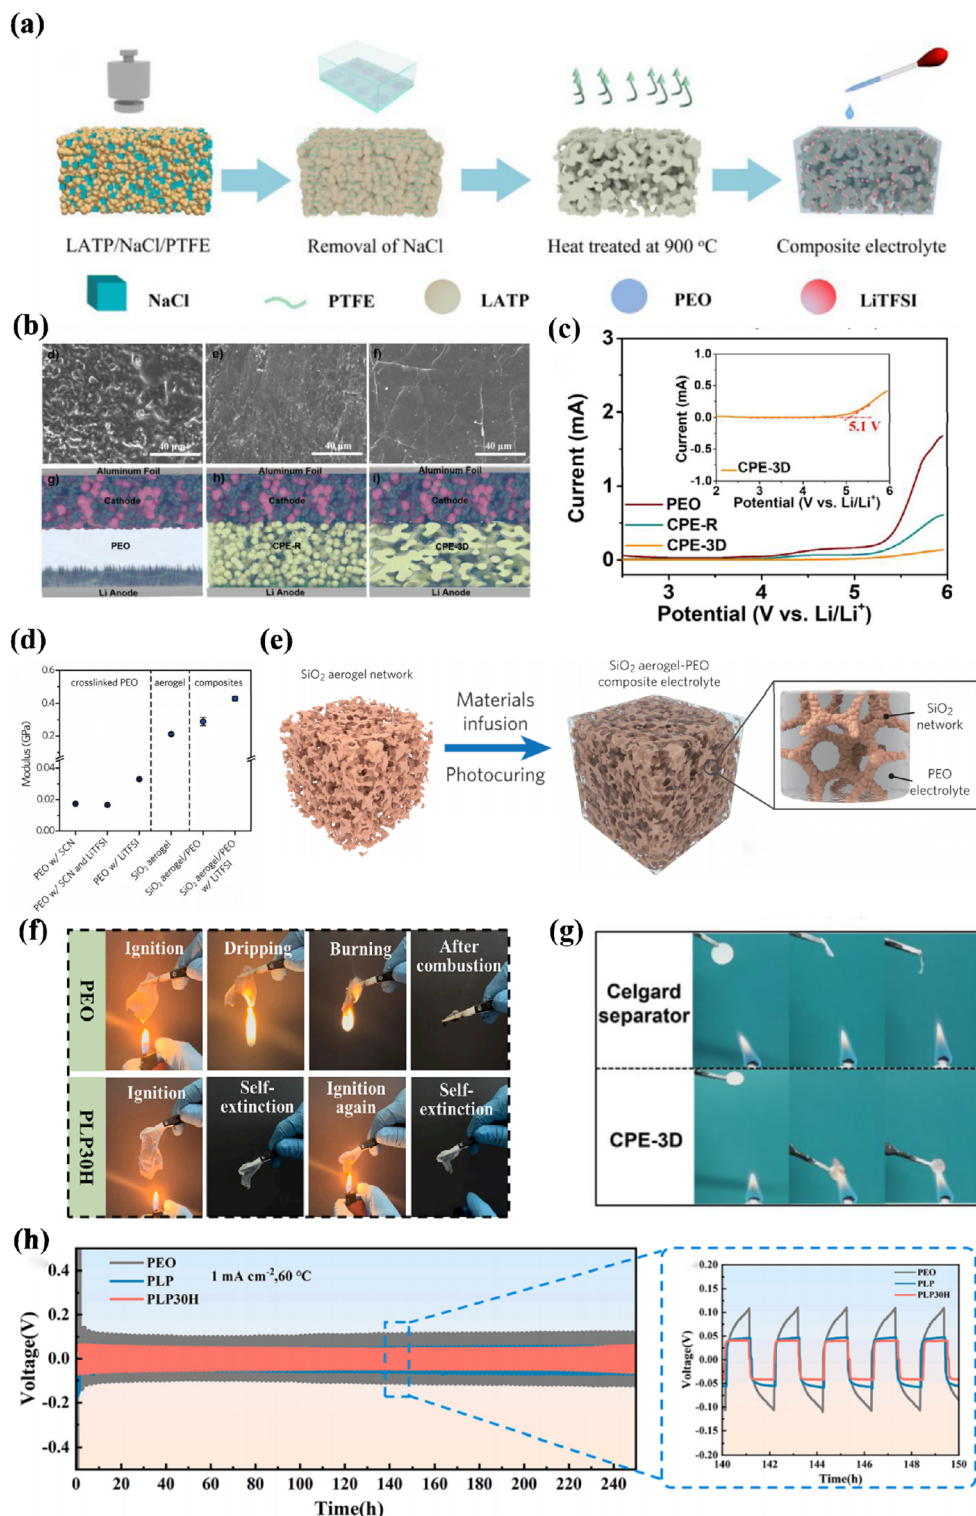 (a)
LATP/NaCl/PTFE
Removal of NaCl
Heat treated at 900 °C
Composite electrolyte
NaCl
PTFE
LATP
PEO
LiTFSI
(b)
d)
e)
f)
40 μm
40 μm
40 μm
Aluminum Foil
Aluminum Foil
Aluminum Foil
g)
h)
i)
Cathode
Cathode
Cathode
PEO
CPE-R
CPE-3D
Li Anode
Li Anode
Li Anode
(c)
Current (mA)
3
2
1
0
3
4
5
6
Potential (V vs. Li/Li+)
PEO
CPE-R
CPE-3D
Current (mA)
1.0
0.5
0.0
-0.5
-1.0
2
3
4
5
6
Potential (V vs. Li/Li+)
5.1 V
CPE-3D
(d)
Modulus (GPa)
0.6
0.4
0.2
0.04
0.02
0.00
crosslinked PEO
aerogel
composites
PEO w/ SCN
PEO w/ SCN and LiTFSI
PEO w/ LiTFSI
SiO2 aerogel
SiO2 aerogel/PEO
SiO2 aerogel/PEO
w/ LiTFSI
(e)
SiO2 aerogel network
Materials
infusion
Photocuring
SiO2 aerogel-PEO
composite electrolyte
SiO2
network
PEO
electrolyte
(f)
PEO
Ignition
Dripping
Burning
After
combustion
PLP30H
Ignition
Self-
extinction
Ignition
again
Self-
extinction
(g)
Celgard
separator
CPE-3D
(h)
Voltage(V)
0.4
0.2
0.0
-0.2
-0.4
PEO
PLP
PLP30H
1 mA cm-2,60 °C
0
20
40
60
80
100
120
140
160
180
200
220
240
Time(h)
Voltage(V)
0.20
0.15
0.10
0.05
0.00
-0.05
-0.10
-0.15
-0.20
PEO
PLP
PLP30H
140
142
144
146
148
150
Time(h)